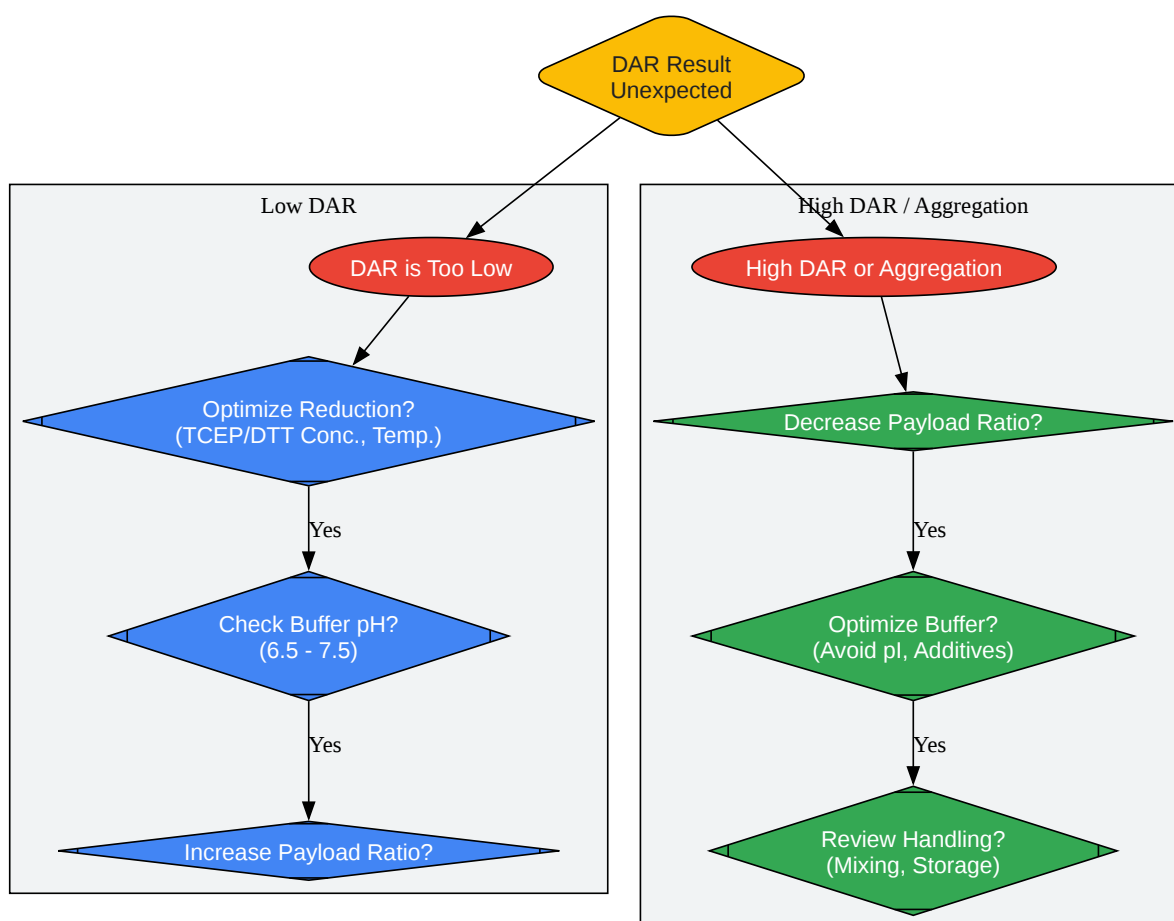 DAR Result
Unexpected
Low DAR
DAR is Too Low
Optimize Reduction?
(TCEP/DTT Conc., Temp.)
Yes
Check Buffer pH?
(6.5 - 7.5)
Yes
Increase Payload Ratio?
High DAR / Aggregation
High DAR or Aggregation
Decrease Payload Ratio?
Yes
Optimize Buffer?
(Avoid pI, Additives)
Yes
Review Handling?
(Mixing, Storage)